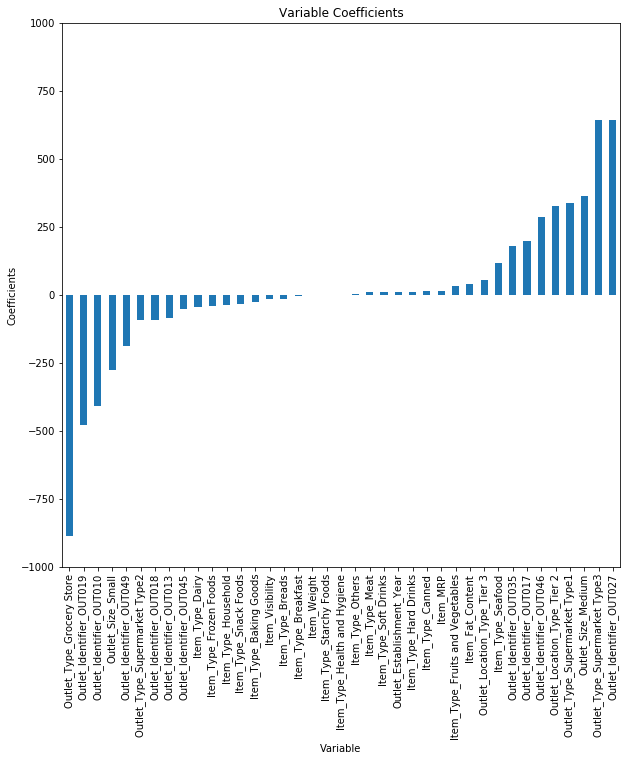 Variable Coefficients
1000
750
500
250
0
−250
−500
−750
−1000
Coefficients
Outlet_Type_Grocery Store
Outlet_Identifier_OUT019
Outlet_Identifier_OUT010
Outlet_Size_Small
Outlet_Identifier_OUT049
Outlet_Type_Supermarket Type2
Outlet_Identifier_OUT018
Outlet_Identifier_OUT013
Outlet_Identifier_OUT045
Item_Type_Dairy
Item_Type_Frozen Foods
Item_Type_Household
Item_Type_Snack Foods
Item_Type_Baking Goods
Item_Visibility
Item_Type_Breads
Item_Type_Breakfast
Item_Weight
Item_Type_Starchy Foods
Item_Type_Health and Hygiene
Item_Type_Others
Item_Type_Meat
Item_Type_Soft Drinks
Outlet_Establishment_Year
Item_Type_Hard Drinks
Item_Type_Canned
Item_MRP
Item_Type_Fruits and Vegetables
Item_Fat_Content
Outlet_Location_Type_Tier 3
Item_Type_Seafood
Outlet_Identifier_OUT035
Outlet_Identifier_OUT017
Outlet_Identifier_OUT046
Outlet_Location_Type_Tier 2
Outlet_Type_Supermarket Type1
Outlet_Size_Medium
Outlet_Type_Supermarket Type3
Outlet_Identifier_OUT027
Variable